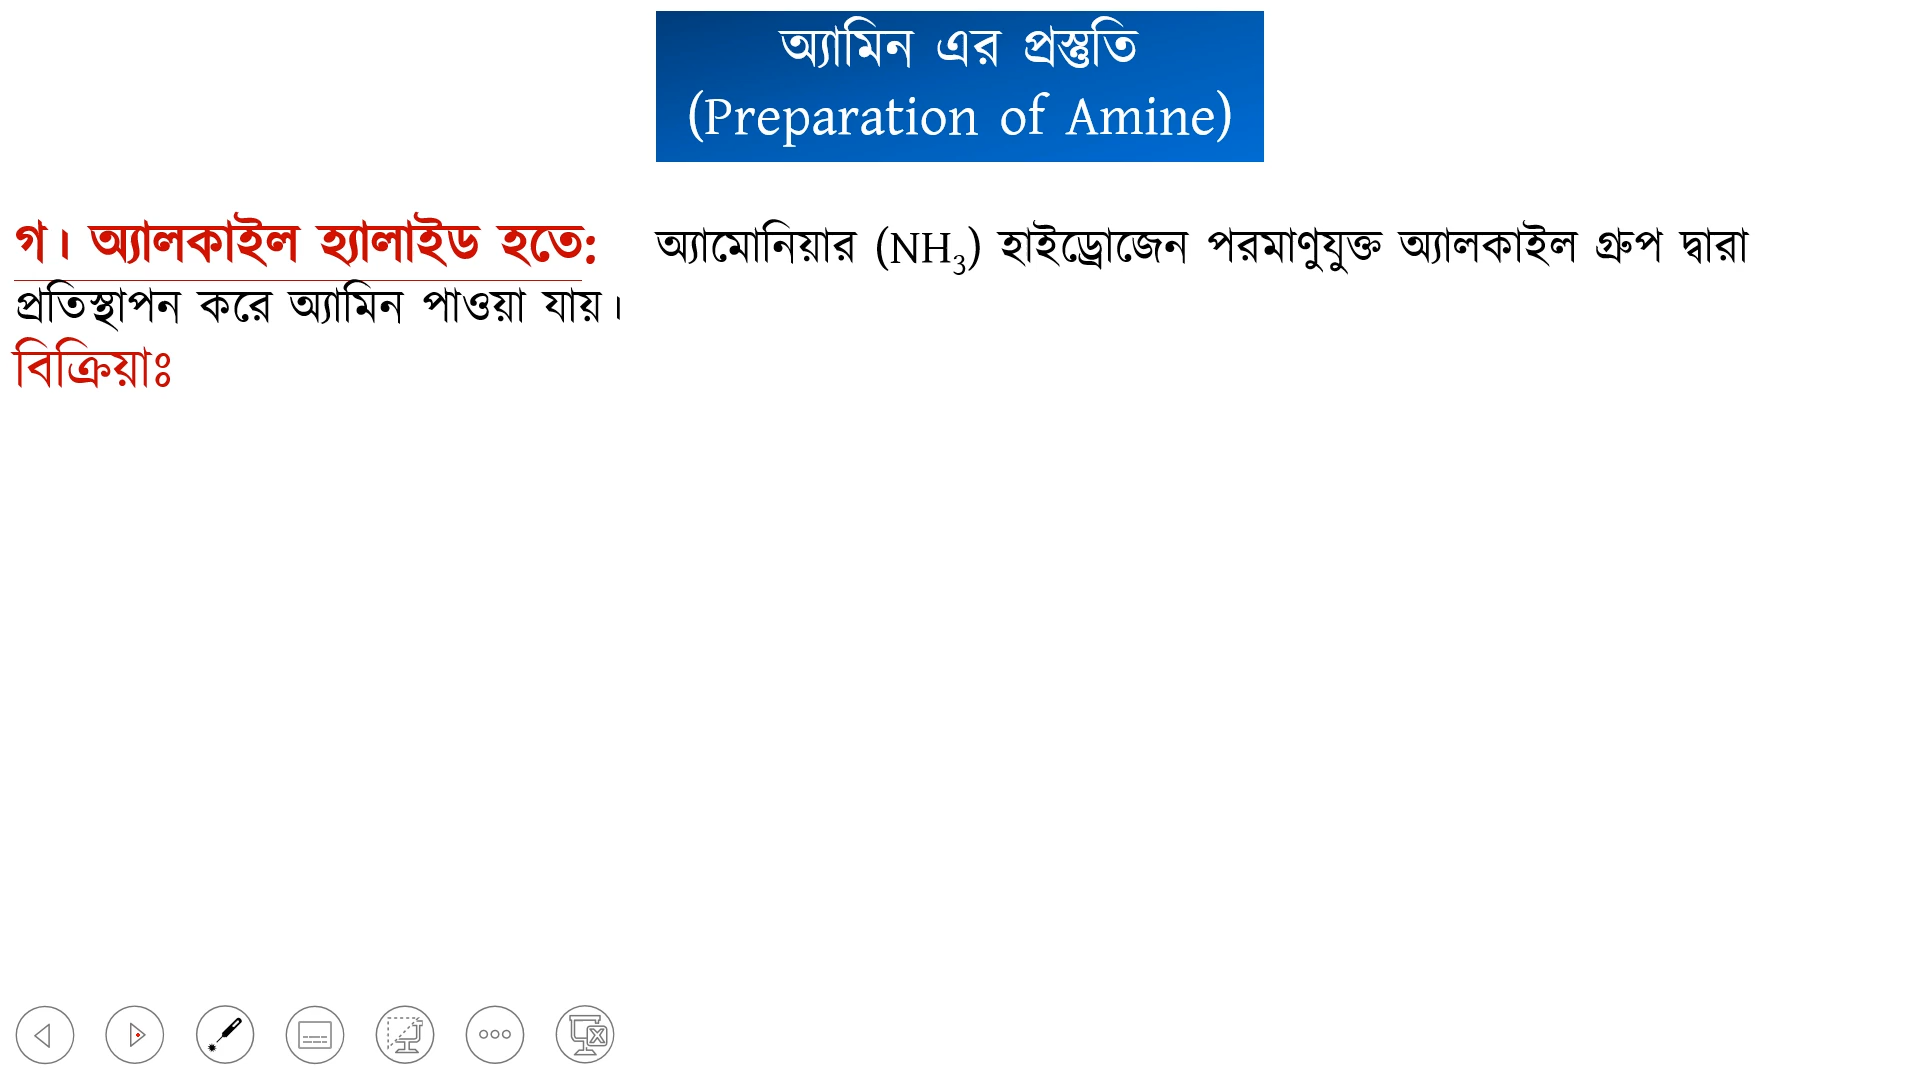 অ্যামিন এর প্রস্তুতি
(Preparation of Amine)
গ। অ্যালকাইল হ্যালাইড হতে: অ্যামোনিয়ার (NH₃) হাইড্রোজেন পরমাণুযুক্ত অ্যালকাইল গ্রুপ দ্বারা
প্রতিস্থাপন করে অ্যামিন পাওয়া যায়।
বিক্রিয়াঃ